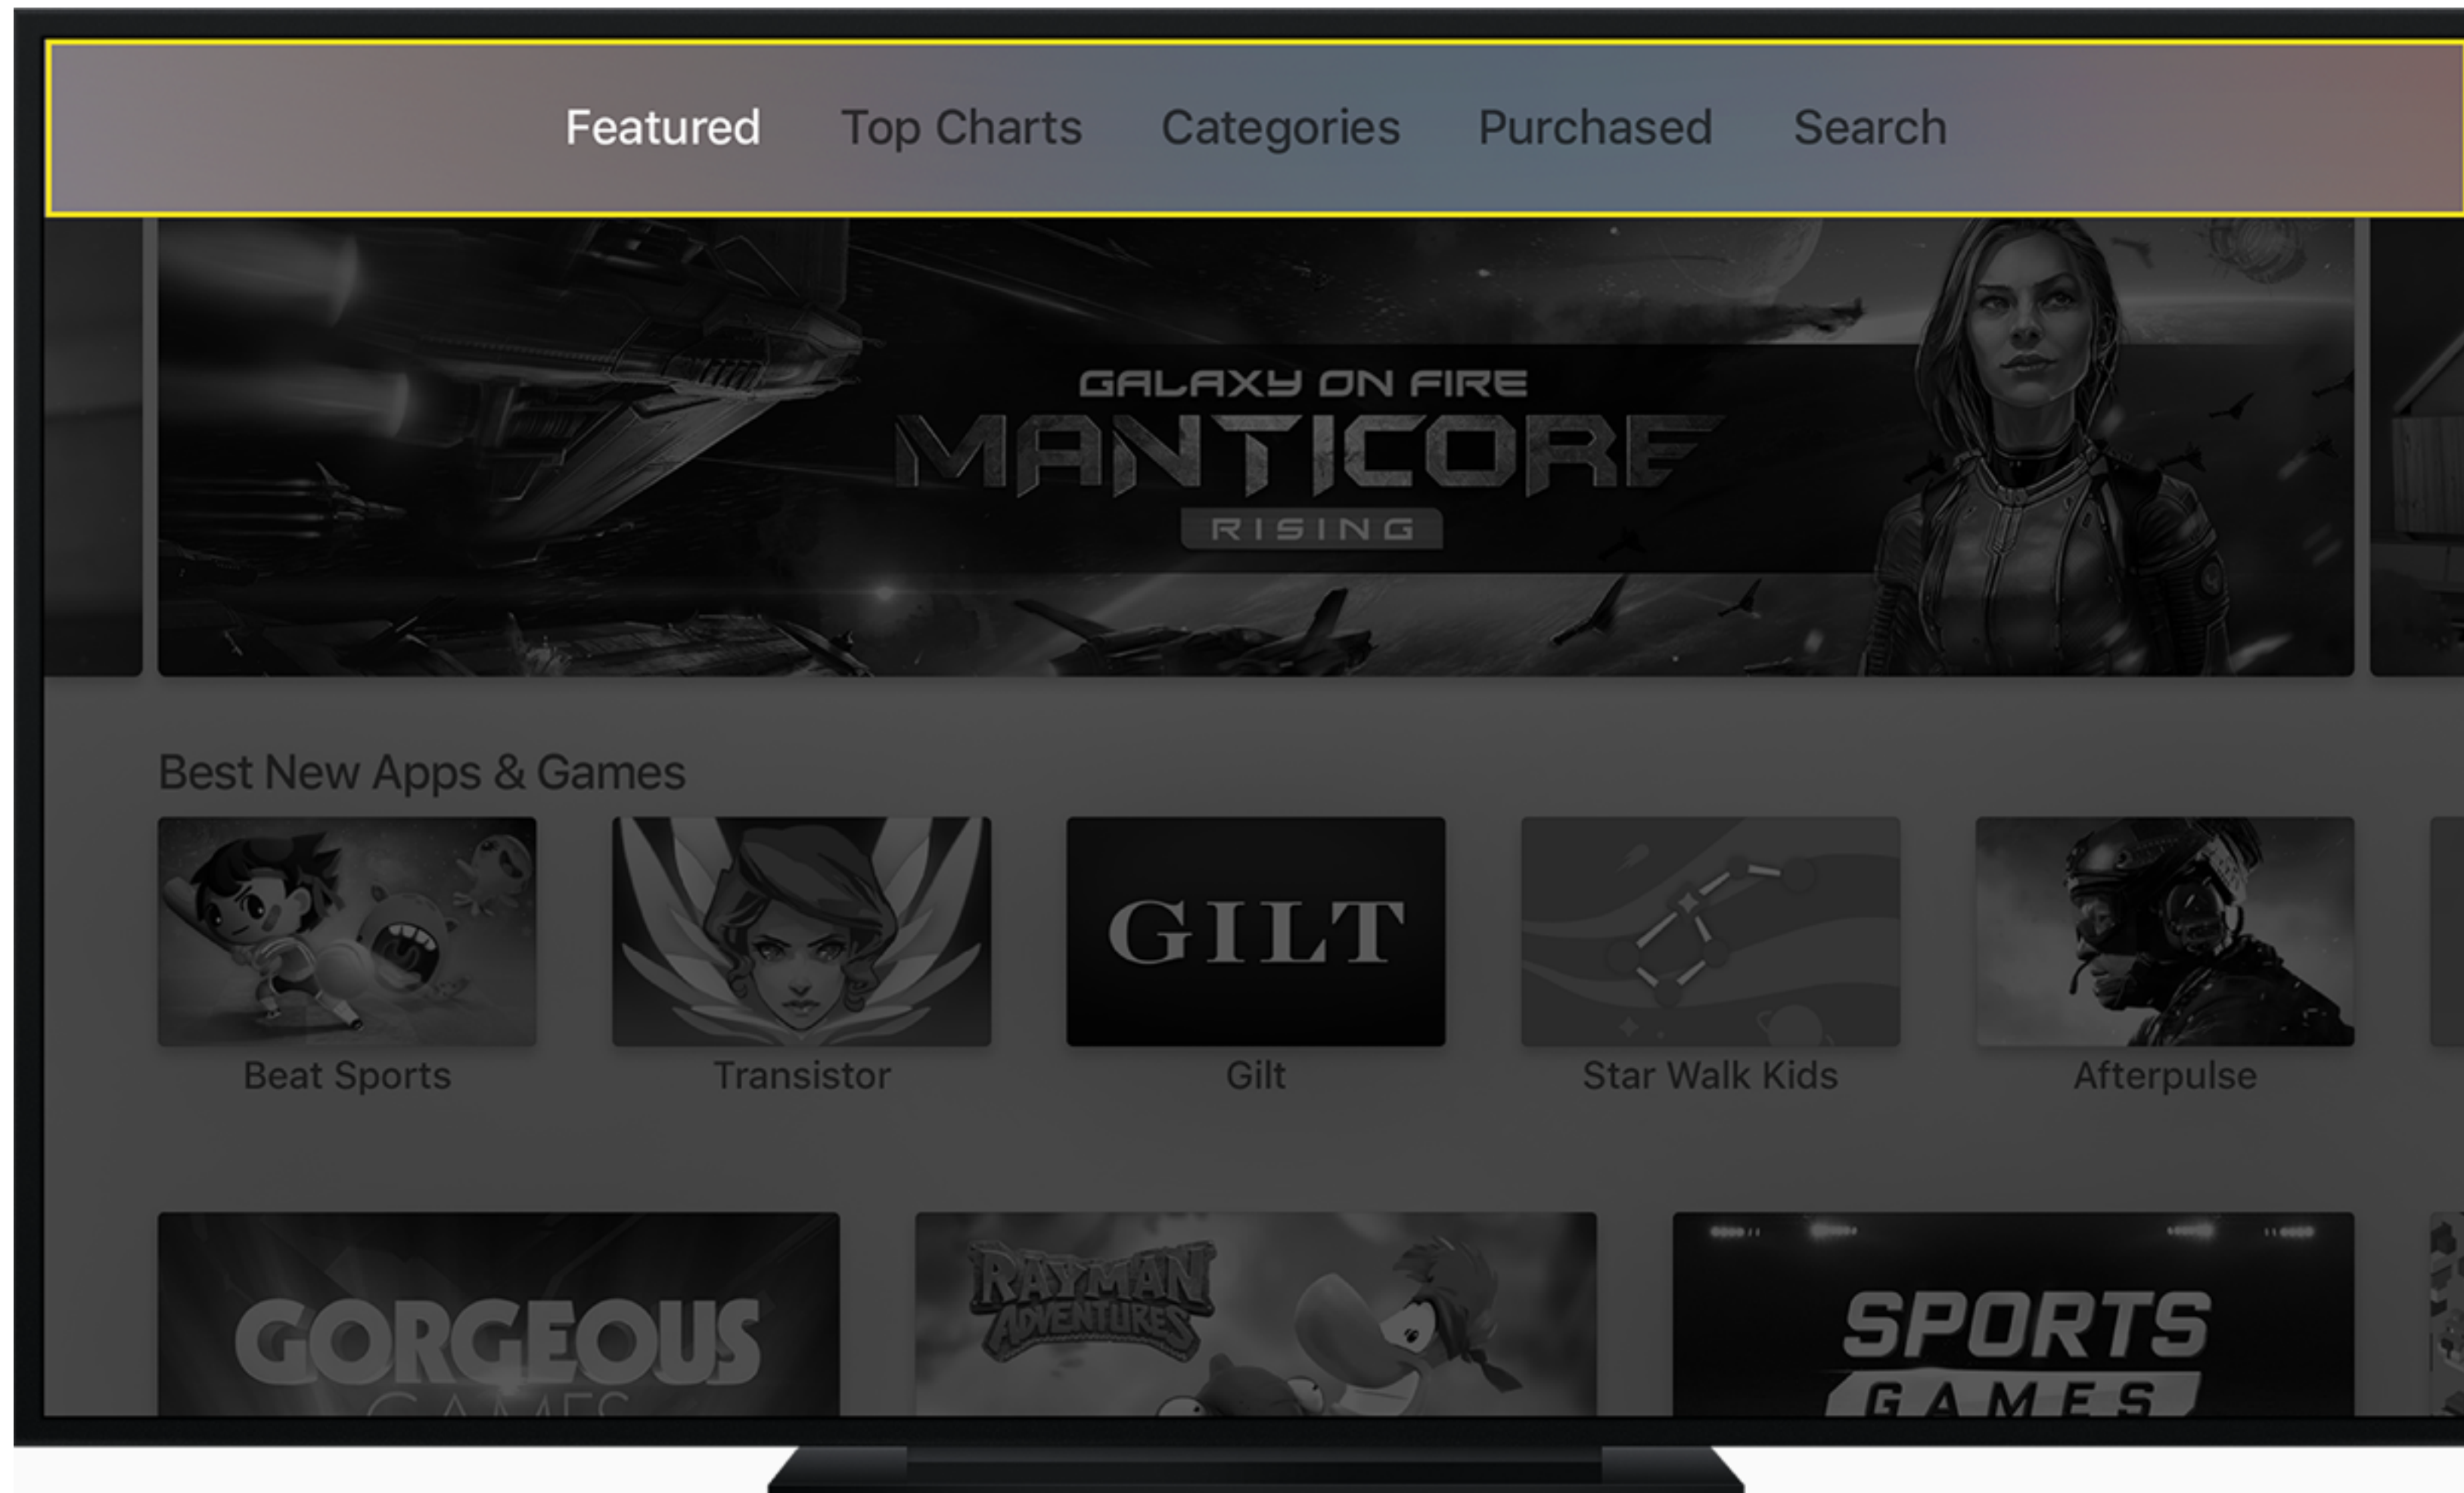 Featured Top Charts Categories Purchased Search
GALAXY ON FIRE
MANTICORE
RISING
Best New Apps & Games
GILT
Beat Sports Transistor Gilt Star Walk Kids Afterpulse
GORGEOUS
GAMES
RAYMAN
ADVENTURES
SPORTS
GAMES